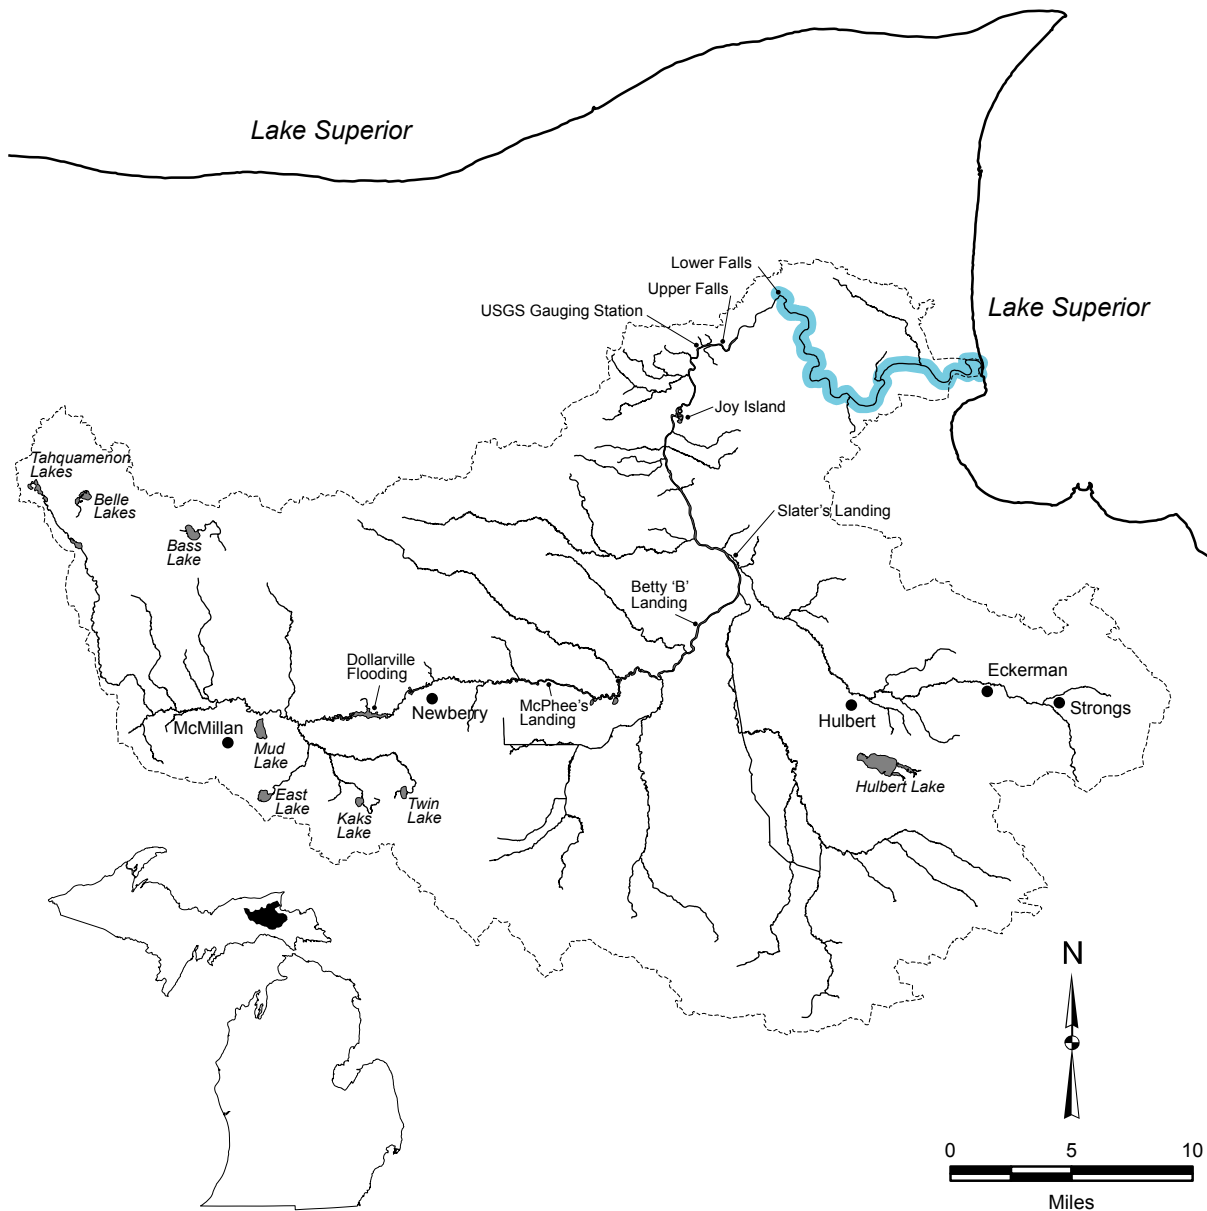 Lake Superior
Lower Falls
Upper Falls
USGS Gauging Station
Lake Superior
Joy Island
Tahquamenon
Lakes
Belle
Lakes
Bass
Lake
Slater's Landing
Betty 'B'
Landing
Dollarville
Flooding
Newberry
McPhee's
Landing
Eckerman
Strongs
Hulbert
McMillan
Mud
Lake
Hulbert Lake
East
Lake
Kaks
Lake
Twin
Lake
N
0 5 10
Miles